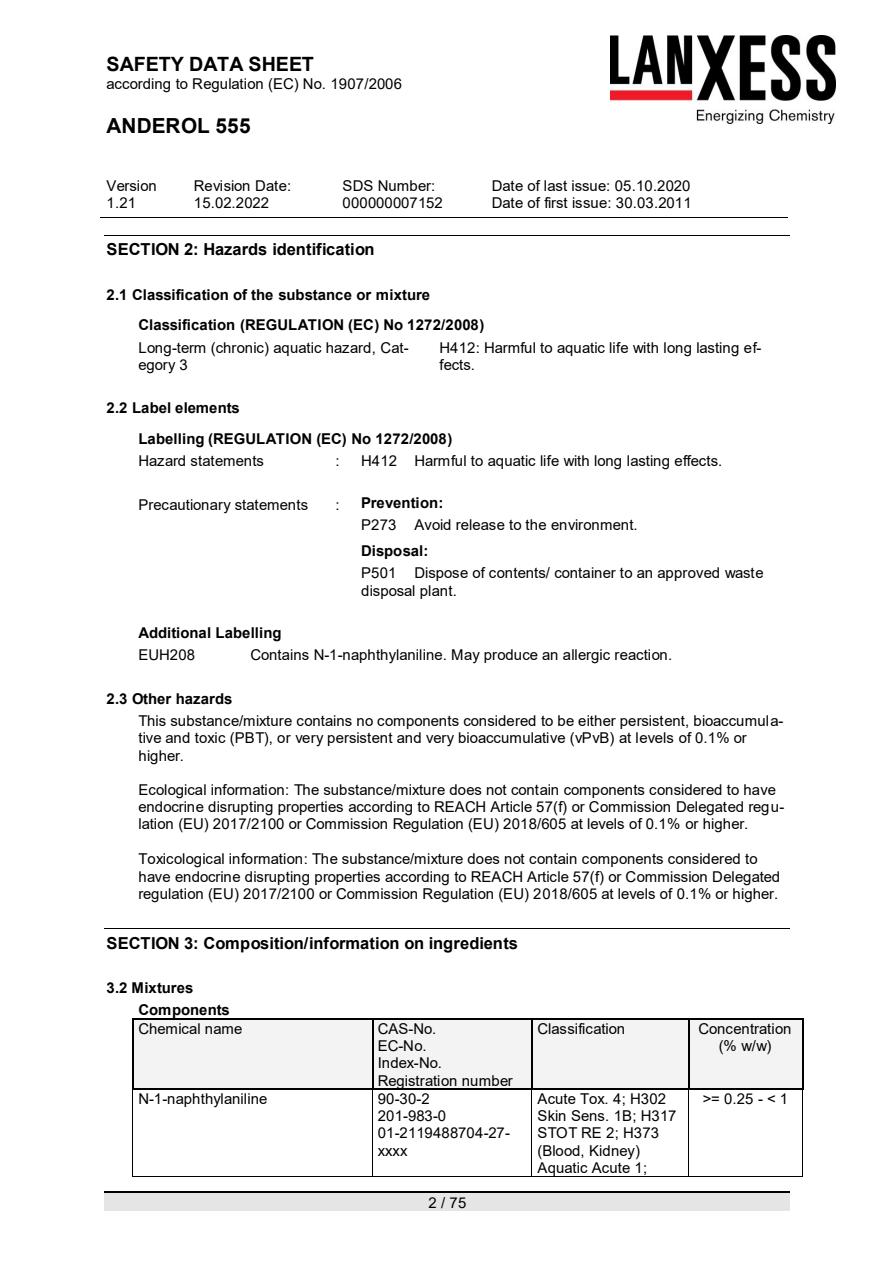 SAFETY DATA SHEET
according to Regulation (EC) No. 1907/2006
LANXESS
Energizing Chemistry
ANDEROL 555
Version Revision Date: SDS Number: Date of last issue: 05.10.2020
1.21 15.02.2022 000000007152 Date of first issue: 30.03.2011
SECTION 2: Hazards identification
2.1 Classification of the substance or mixture
Classification (REGULATION (EC) No 1272/2008)
Long-term (chronic) aquatic hazard, Cat- H412: Harmful to aquatic life with long lasting ef-
egory 3 fects.
2.2 Label elements
Labelling (REGULATION (EC) No 1272/2008)
Hazard statements : H412 Harmful to aquatic life with long lasting effects.
Precautionary statements : Prevention:
P273 Avoid release to the environment.
Disposal:
P501 Dispose of contents/ container to an approved waste
disposal plant.
Additional Labelling
EUH208 Contains N-1-naphthylaniline. May produce an allergic reaction.
2.3 Other hazards
This substance/mixture contains no components considered to be either persistent, bioaccumula-
tive and toxic (PBT), or very persistent and very bioaccumulative (vPvB) at levels of 0.1% or
higher.
Ecological information: The substance/mixture does not contain components considered to have
endocrine disrupting properties according to REACH Article 57(f) or Commission Delegated regu-
lation (EU) 2017/2100 or Commission Regulation (EU) 2018/605 at levels of 0.1% or higher.
Toxicological information: The substance/mixture does not contain components considered to
have endocrine disrupting properties according to REACH Article 57(f) or Commission Delegated
regulation (EU) 2017/2100 or Commission Regulation (EU) 2018/605 at levels of 0.1% or higher.
SECTION 3: Composition/information on ingredients
3.2 Mixtures
Components
Chemical name CAS-No. Classification Concentration
EC-No. (% w/w)
Index-No.
Registration number
N-1-naphthylaniline 90-30-2 Acute Tox. 4; H302 >= 0.25 - < 1
201-983-0 Skin Sens. 1B; H317
01-2119488704-27- STOT RE 2; H373
xxxx (Blood, Kidney)
Aquatic Acute 1;
2 / 75